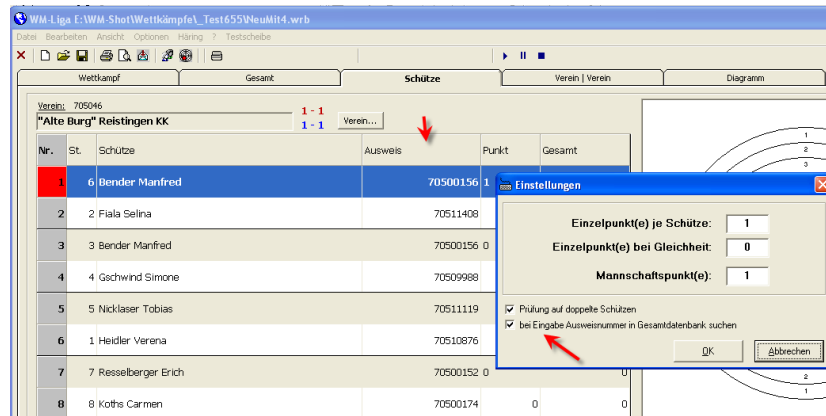 WM-Liga E:\WM-Shot\Wettkämpfe\_Test655\NeuMit4.wrb
Datei Bearbeiten Ansicht Optionen Häring ? Testscheibe
Wettkampf Gesamt Schütze Verein | Verein Diagramm
Verein: 705046
"Alte Burg" Reistingen KK
1 - 1
1 - 1
Verein...
Nr. St. Schütze Ausweis Punkt Gesamt
1 6 Bender Manfred 70500156 1
2 2 Fiala Selina 70511408
3 3 Bender Manfred 70500156 0
4 4 Gschwind Simone 70509988
5 5 Nicklaser Tobias 70511119
6 1 Heidler Verena 70510876
7 7 Resselberger Erich 70500152 0 0
8 8 Koths Carmen 70500174 0 0
Einstellungen
Einzelpunkt(e) je Schütze: 1
Einzelpunkt(e) bei Gleichheit: 0
Mannschaftspunkt(e): 1
Prüfung auf doppelte Schützen
bei Eingabe Ausweisnummer in Gesamtdatenbank suchen
OK Abbrechen
1
2
3
2
1